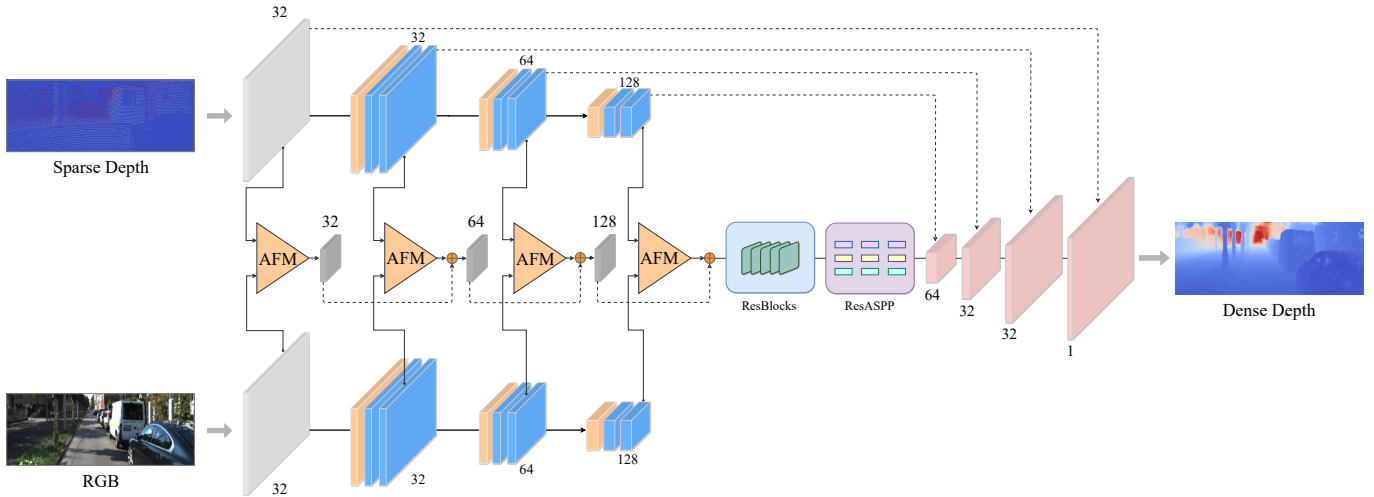 32
32
64
128
Sparse Depth
32
64
128
AFM
AFM
AFM
AFM
ResBlocks
ResASPP
64
32
32
1
Dense Depth
RGB
32
32
64
128